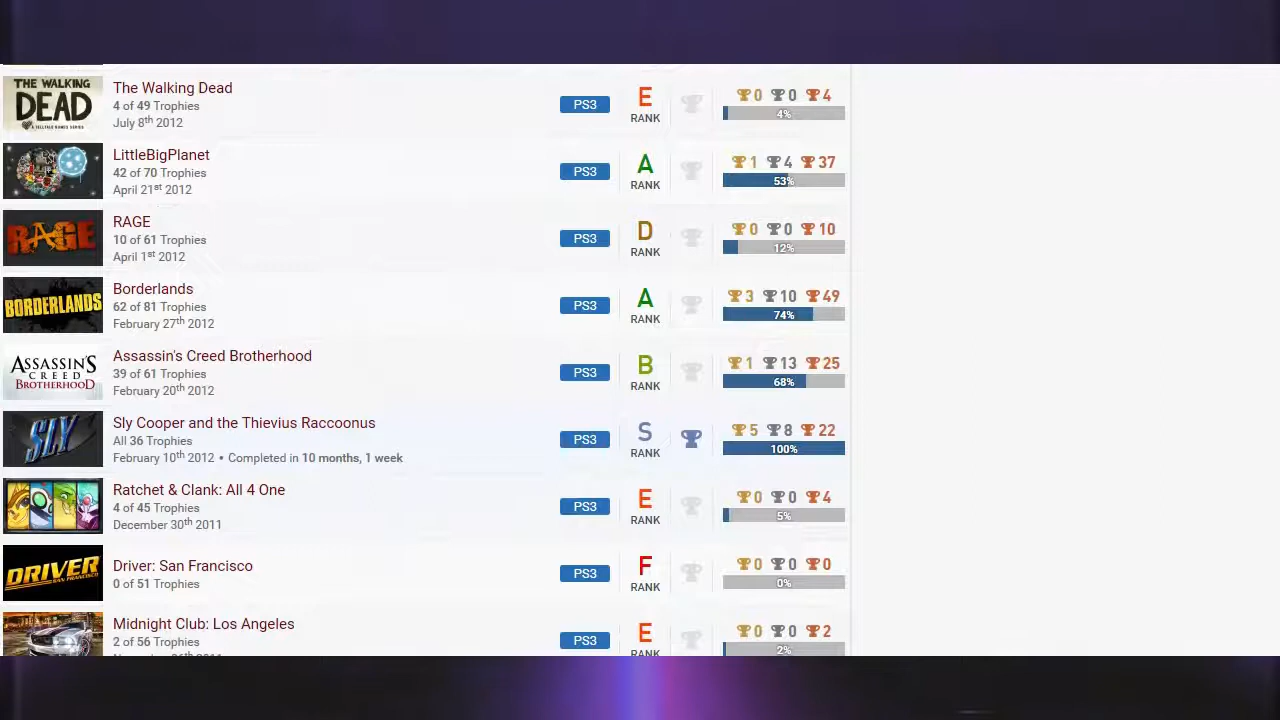 THE WALKING
DEAD
A TELLTALE GAMES SERIES
The Walking Dead
4 of 49 Trophies
July 8th 2012
PS3
E
RANK
0 0 4
4%
LittleBigPlanet
42 of 70 Trophies
April 21st 2012
PS3
A
RANK
1 4 37
53%
RAGE
RAGE
10 of 61 Trophies
April 1st 2012
PS3
D
RANK
0 0 10
12%
BORDERLANDS
Borderlands
62 of 81 Trophies
February 27th 2012
PS3
A
RANK
3 10 49
74%
ASSASSIN'S
CREED
BROTHERHOOD
Assassin's Creed Brotherhood
39 of 61 Trophies
February 20th 2012
PS3
B
RANK
1 13 25
68%
SLY
Sly Cooper and the Thievius Raccoonus
All 36 Trophies
February 10th 2012 • Completed in 10 months, 1 week
PS3
S
RANK
5 8 22
100%
Ratchet & Clank: All 4 One
4 of 45 Trophies
December 30th 2011
PS3
E
RANK
0 0 4
5%
DRIVER
SAN FRANCISCO
Driver: San Francisco
0 of 51 Trophies
PS3
F
RANK
0 0 0
0%
Midnight Club: Los Angeles
2 of 56 Trophies
PS3
E
RANK
0 0 2
2%